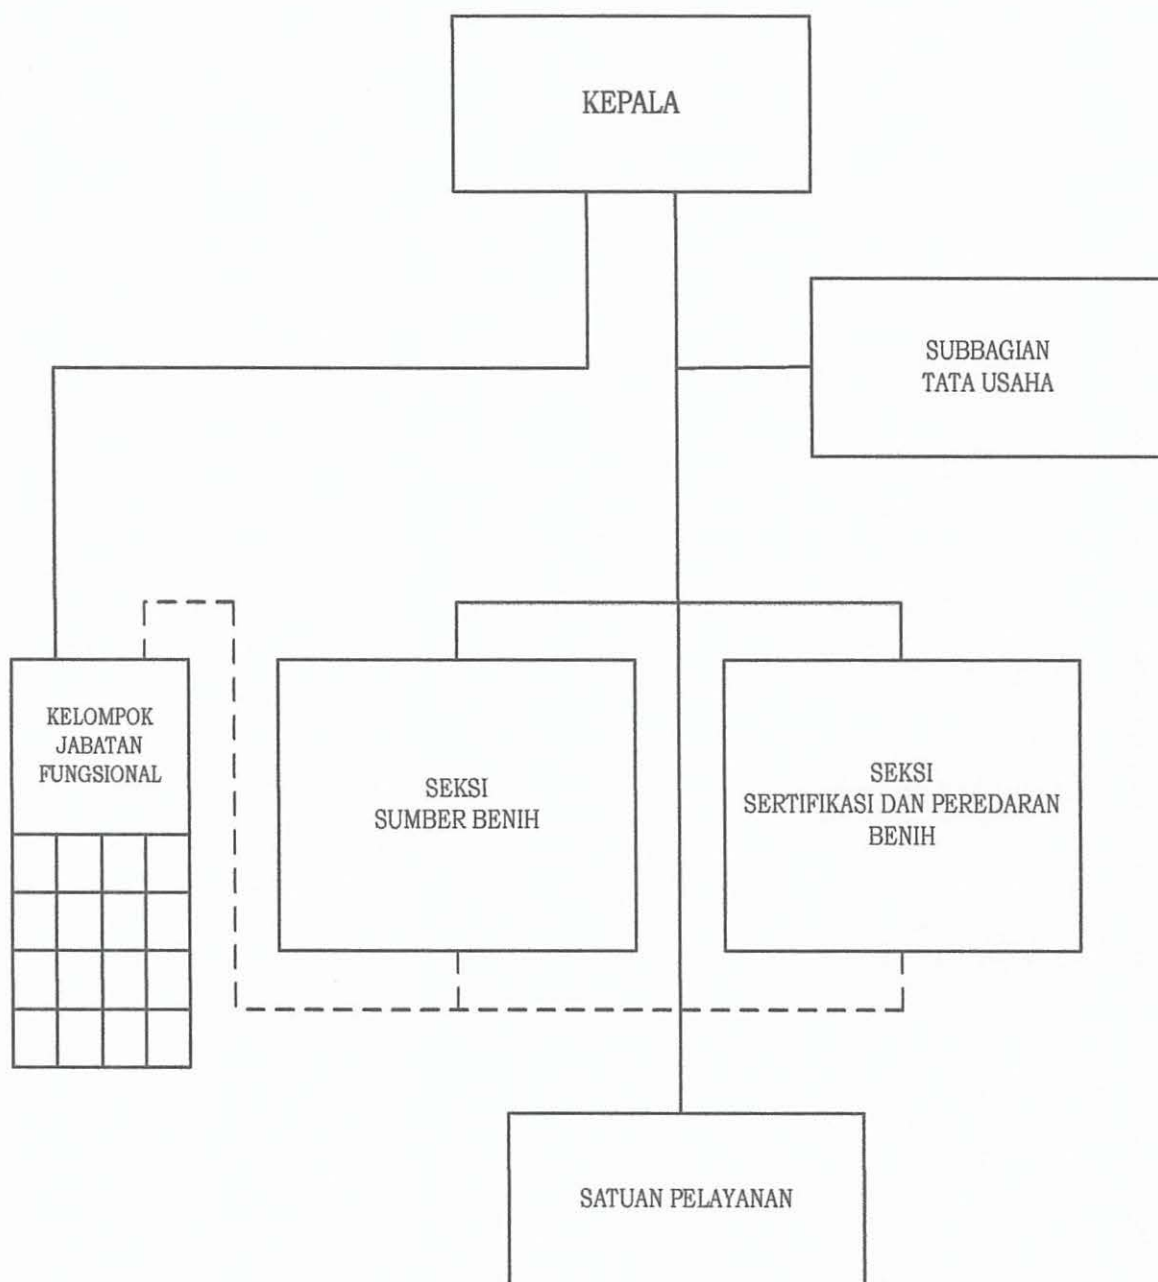 KEPALA
SUBBAGIAN
TATA USAHA
KELOMPOK
JABATAN
FUNGSIONAL
SEKSI
SUMBER BENIH
SEKSI
SERTIFIKASI DAN PEREDARAN
BENIH
SATUAN PELAYANAN